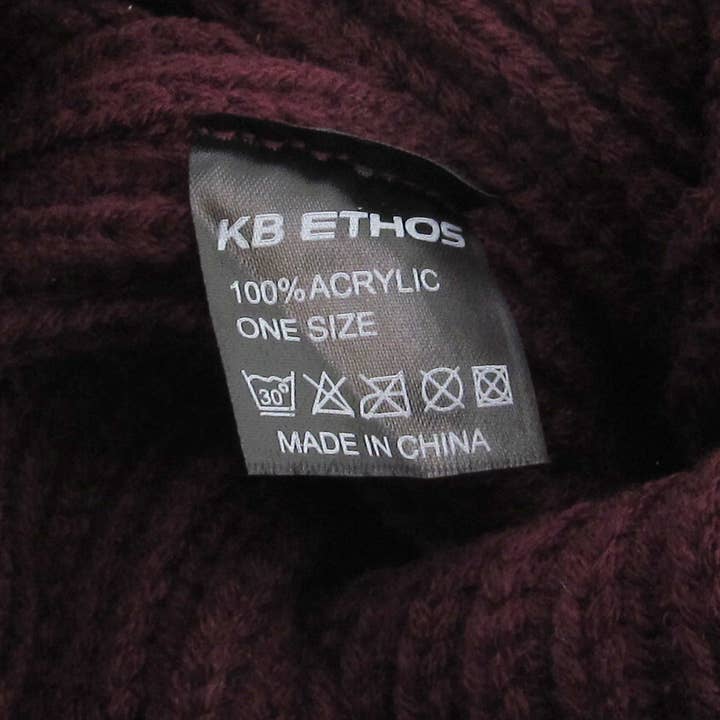 KB ETHOS
100% ACRYLIC
ONE SIZE
30°
MADE IN CHINA